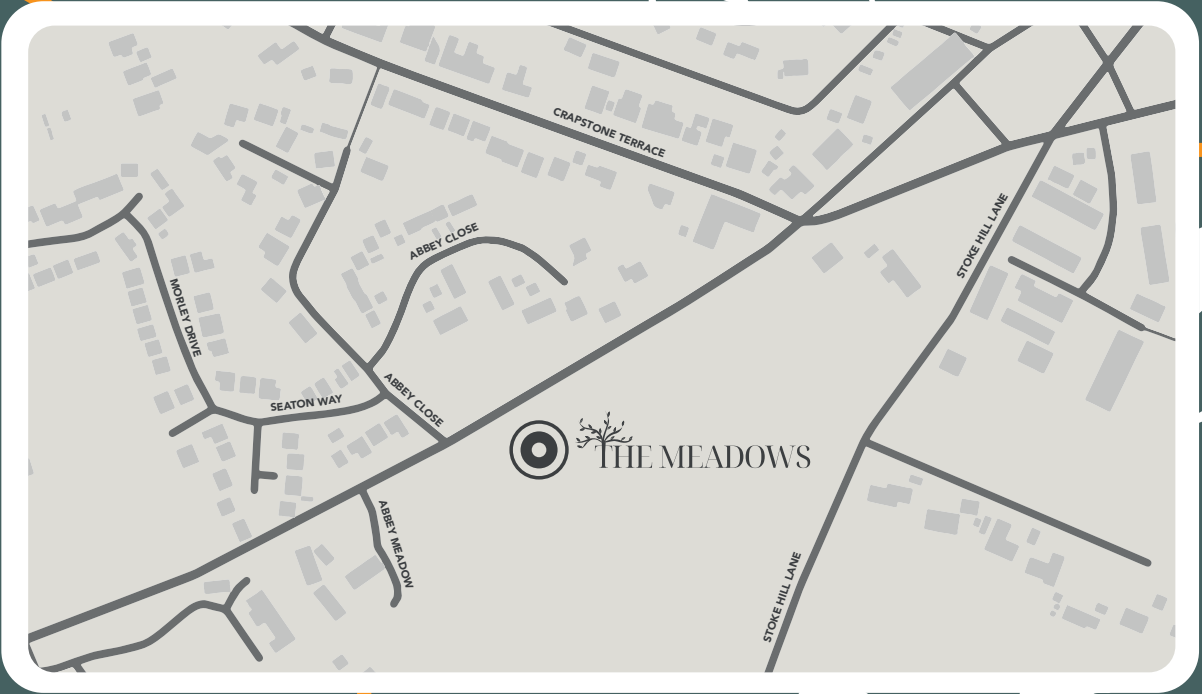 CRAPSTONE TERRACE
STOKE HILL LANE
ABBEY CLOSE
MORLEY DRIVE
ABBEY CLOSE
SEATON WAY
THE MEADOWS
ABBEY MEADOW
STOKE HILL LANE